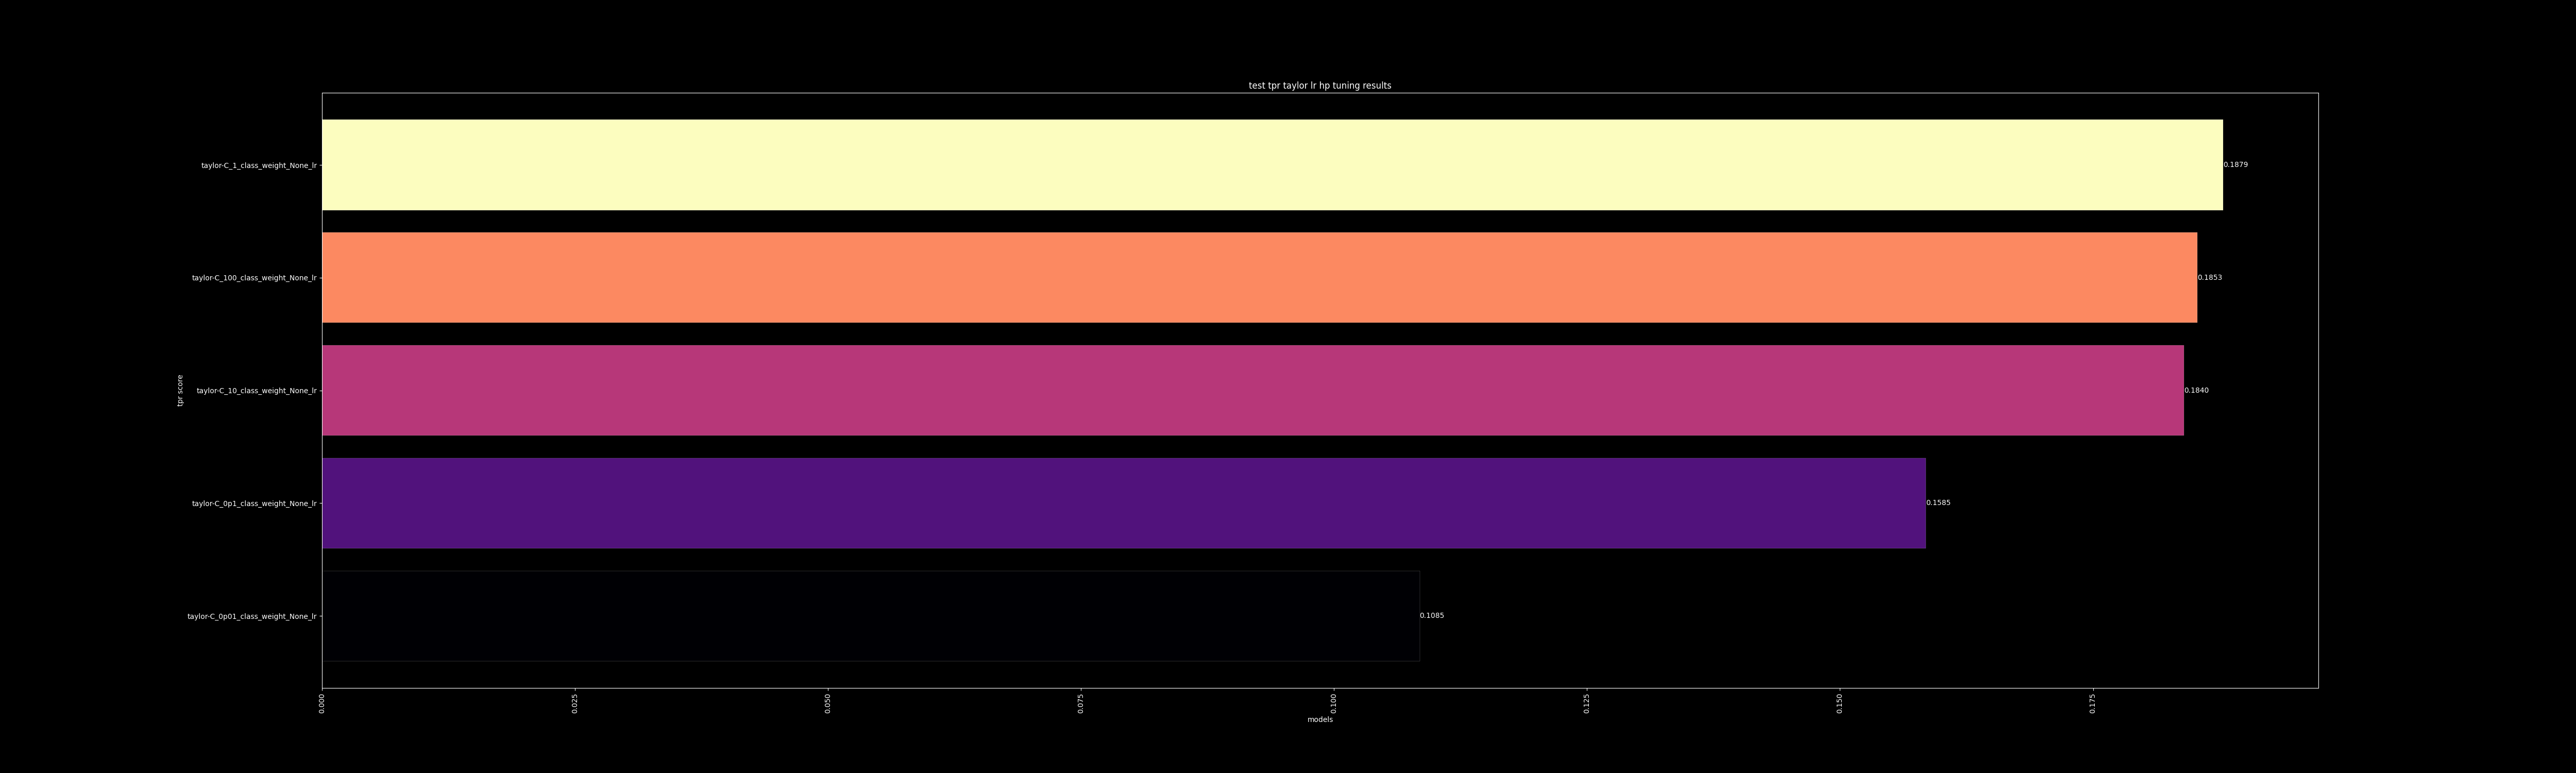 test tpr taylor lr hp tuning results
taylor-C_1_class_weight_None_lr
0.1879
taylor-C_100_class_weight_None_lr
0.1853
tpr score
taylor-C_10_class_weight_None_lr
0.1840
taylor-C_0p1_class_weight_None_lr
0.1585
taylor-C_0p01_class_weight_None_lr
0.1085
0.000
0.025
0.050
0.075
0.100
0.125
0.150
0.175
models